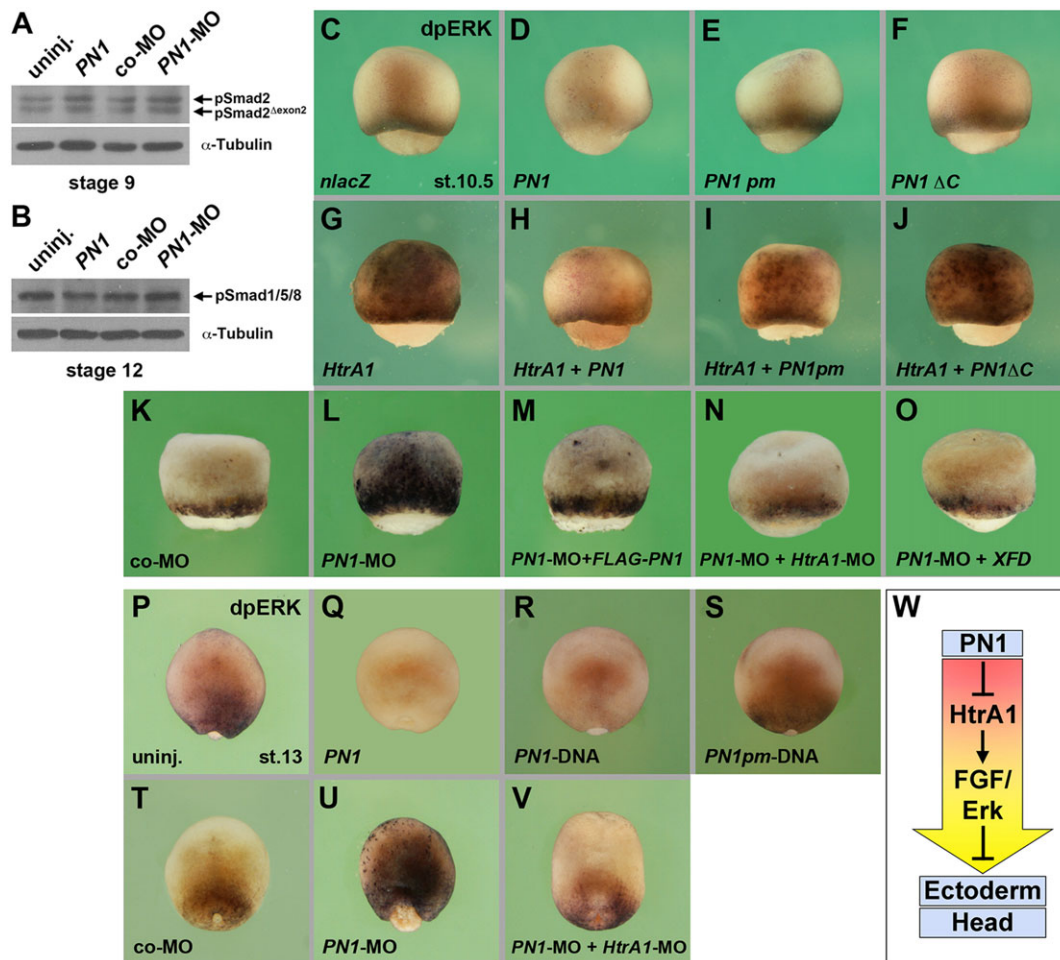 A
uninj.
PN1
co-MO
PN1-MO
pSmad2
pSmad2Δexon2
α-Tubulin
stage 9
B
uninj.
PN1
co-MO
PN1-MO
pSmad1/5/8
α-Tubulin
stage 12
C dpERK
nlacZ st.10.5
D
PN1
E
PN1 pm
F
PN1 ΔC
G
HtrA1
H
HtrA1 + PN1
I
HtrA1 + PN1pm
J
HtrA1 + PN1ΔC
K
co-MO
L
PN1-MO
M
PN1-MO+FLAG-PN1
N
PN1-MO + HtrA1-MO
O
PN1-MO + XFD
P dpERK
uninj. st.13
Q
PN1
R
PN1-DNA
S
PN1pm-DNA
T
co-MO
U
PN1-MO
V
PN1-MO + HtrA1-MO
W
PN1
HtrA1
FGF/
Erk
Ectoderm
Head